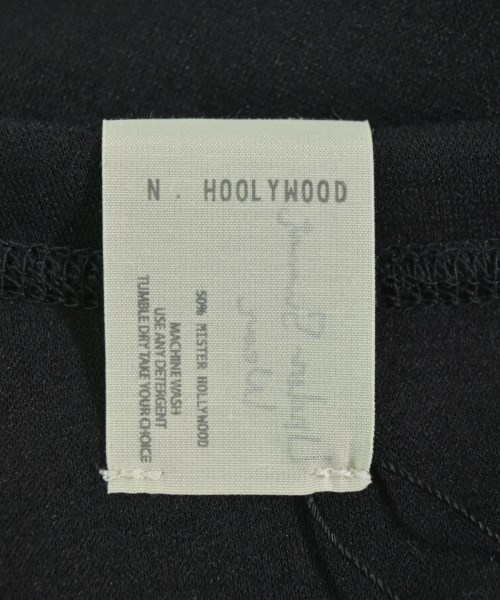 N. HOOLYWOOD
50% MISTER HOLLYWOOD
MACHINE WASH
USE ANY DETERGENT
TUMBLE DRY TAKE YOUR CHOICE